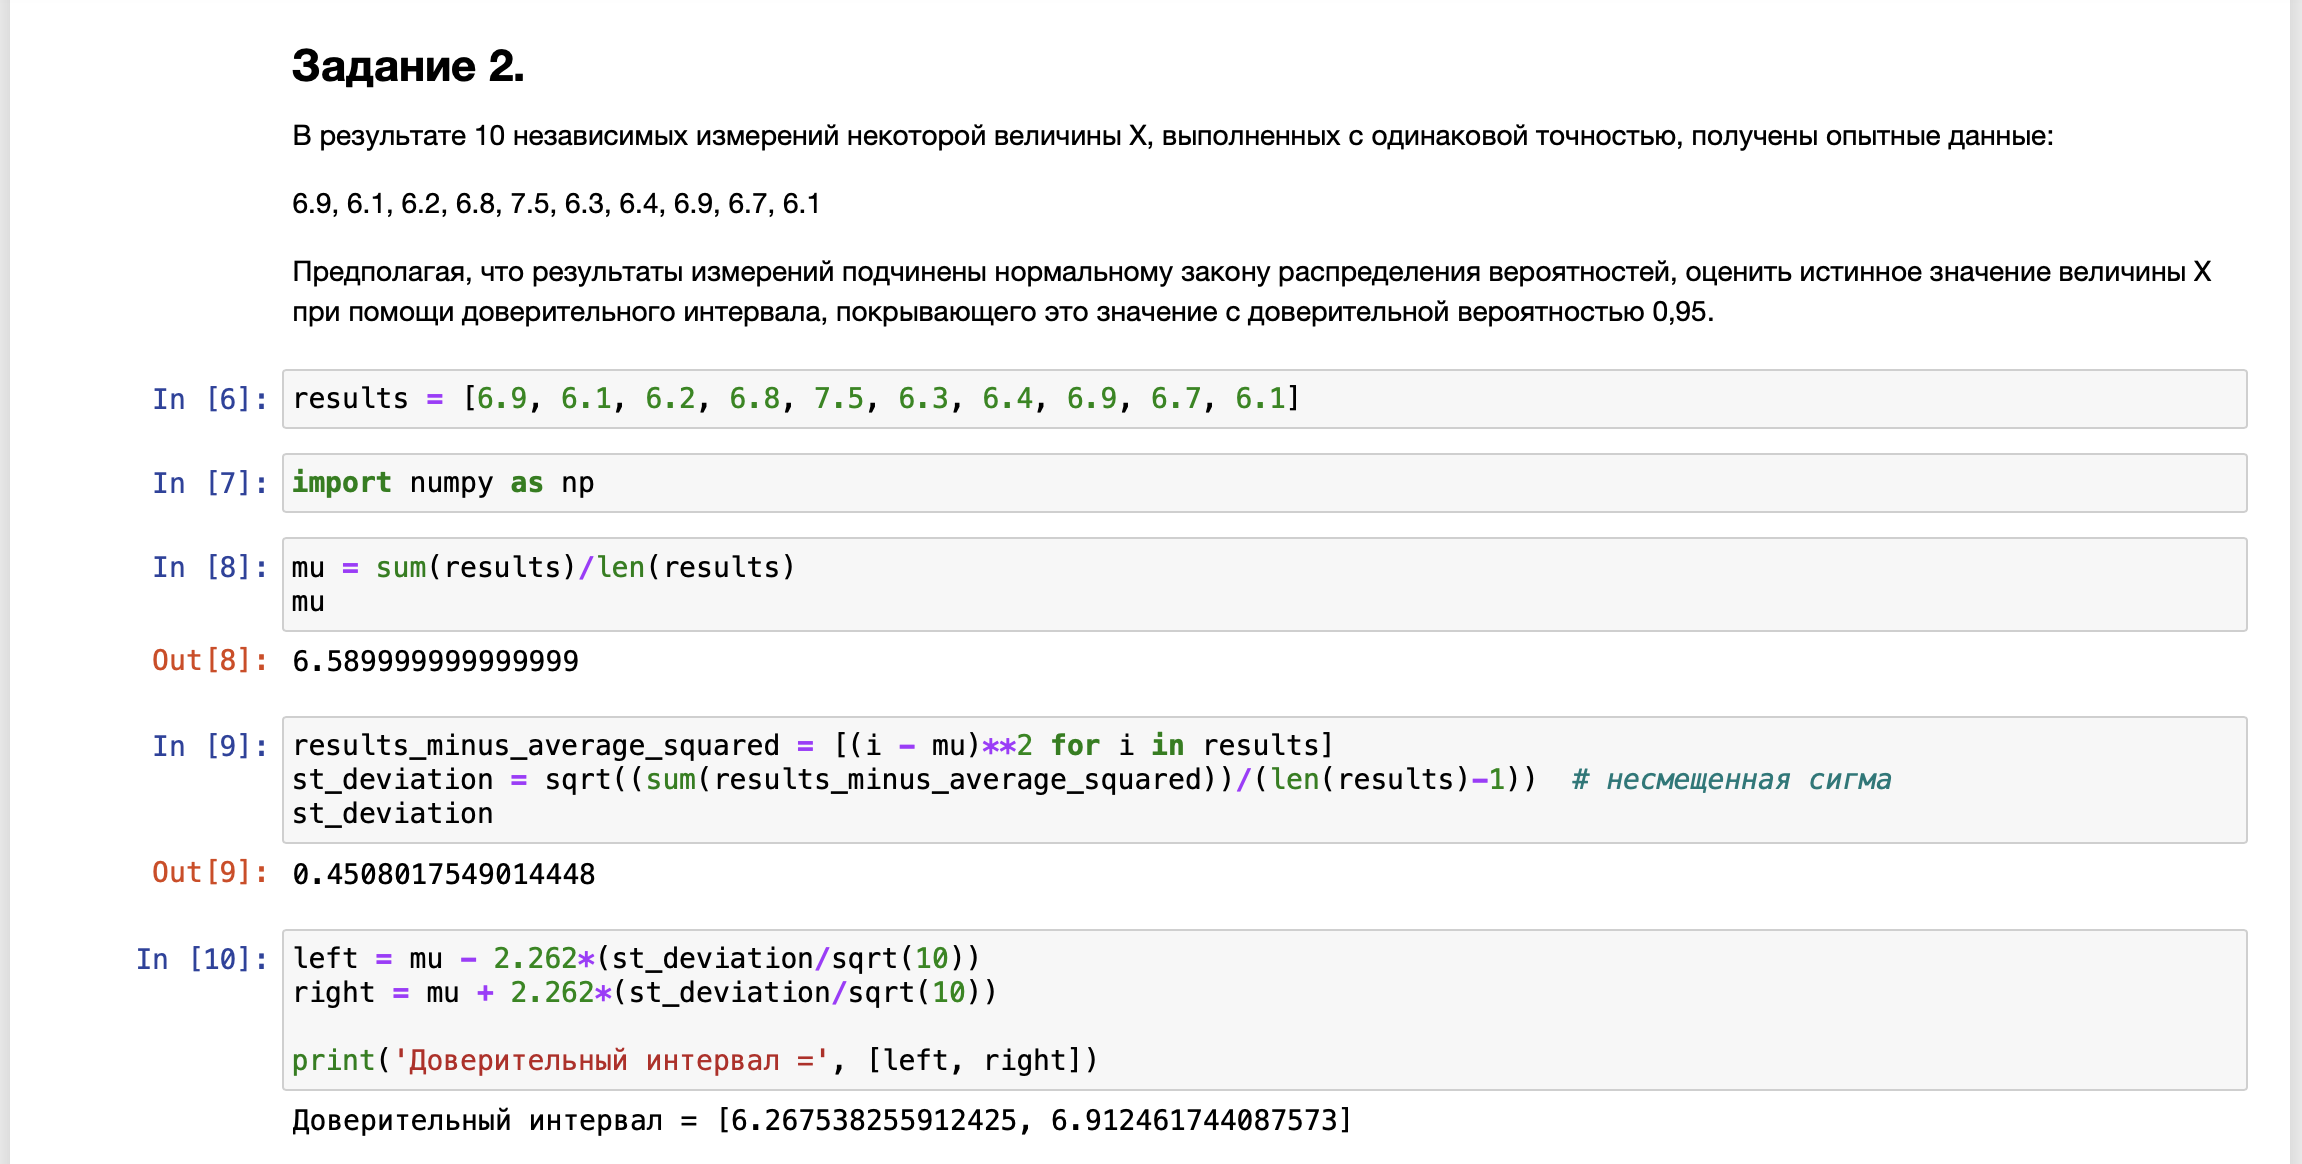 Задание 2.
В результате 10 независимых измерений некоторой величины X, выполненных с одинаковой точностью, получены опытные данные:
6.9, 6.1, 6.2, 6.8, 7.5, 6.3, 6.4, 6.9, 6.7, 6.1
Предполагая, что результаты измерений подчинены нормальному закону распределения вероятностей, оценить истинное значение величины X
при помощи доверительного интервала, покрывающего это значение с доверительной вероятностью 0,95.
In [6]: results = [6.9, 6.1, 6.2, 6.8, 7.5, 6.3, 6.4, 6.9, 6.7, 6.1]
In [7]: import numpy as np
In [8]: mu = sum(results)/len(results)
mu
Out[8]: 6.589999999999999
In [9]: results_minus_average_squared = [(i - mu)**2 for i in results]
st_deviation = sqrt((sum(results_minus_average_squared))/(len(results)-1))  # несмещенная сигма
st_deviation
Out[9]: 0.4508017549014448
In [10]: left = mu - 2.262*(st_deviation/sqrt(10))
right = mu + 2.262*(st_deviation/sqrt(10))
print('Доверительный интервал =', [left, right])
Доверительный интервал = [6.267538255912425, 6.912461744087573]